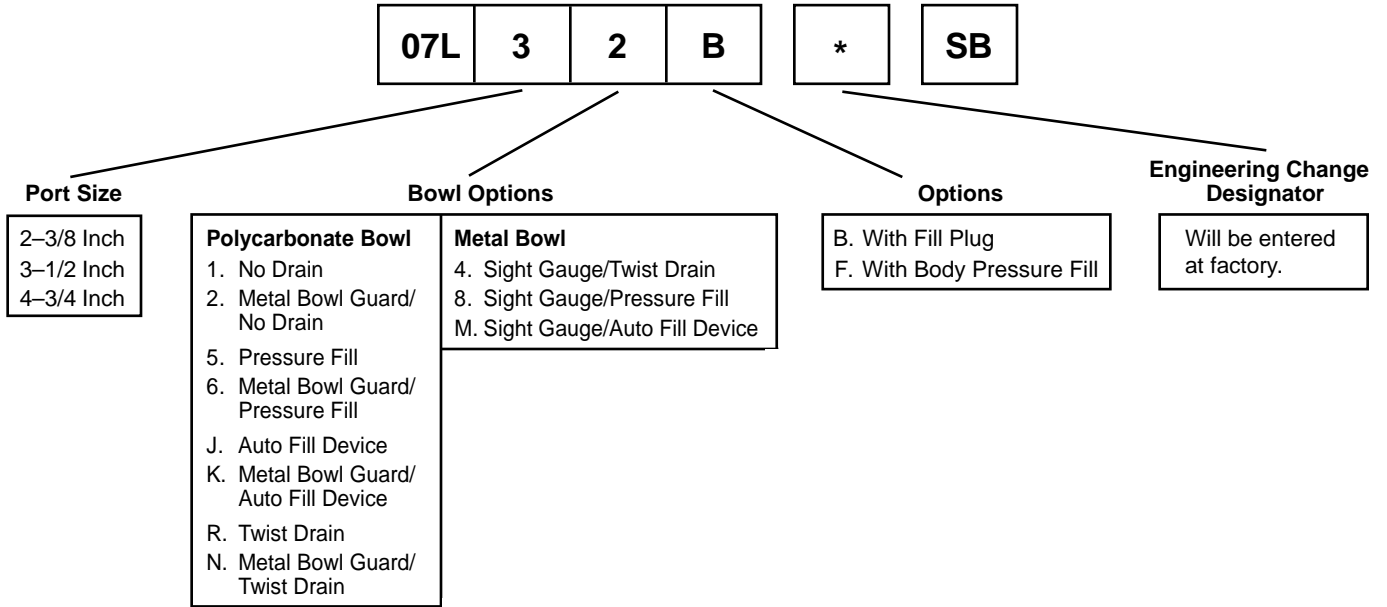 07L 3 2 B * SB
Port Size
2–3/8 Inch
3–1/2 Inch
4–3/4 Inch
Bowl Options
Polycarbonate Bowl
1. No Drain
2. Metal Bowl Guard/
No Drain
5. Pressure Fill
6. Metal Bowl Guard/
Pressure Fill
J. Auto Fill Device
K. Metal Bowl Guard/
Auto Fill Device
R. Twist Drain
N. Metal Bowl Guard/
Twist Drain
Metal Bowl
4. Sight Gauge/Twist Drain
8. Sight Gauge/Pressure Fill
M. Sight Gauge/Auto Fill Device
Options
B. With Fill Plug
F. With Body Pressure Fill
Engineering Change
Designator
Will be entered
at factory.